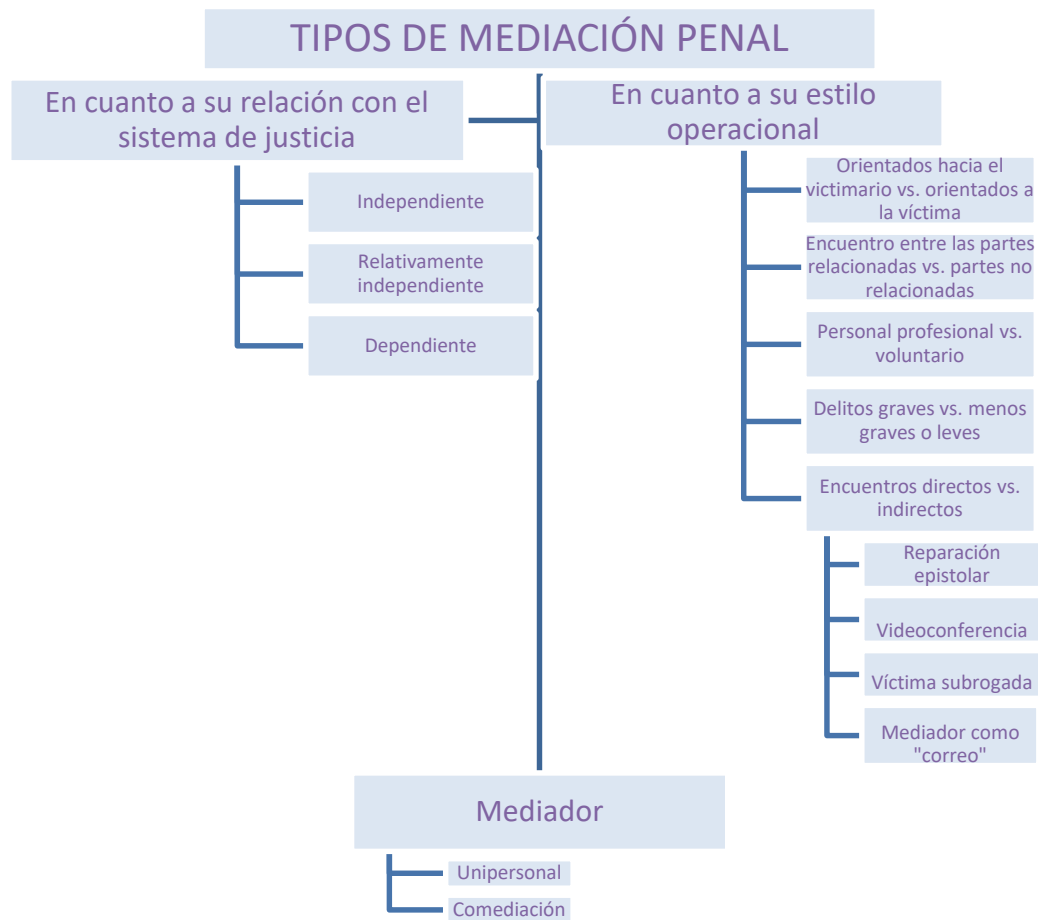 TIPOS DE MEDIACIÓN PENAL
En cuanto a su relación con el
sistema de justicia
Independiente
Relativamente
independiente
Dependiente
En cuanto a su estilo
operacional
Orientados hacia el
victimario vs. orientados a
la víctima
Encuentro entre las partes
relacionadas vs. partes no
relacionadas
Personal profesional vs.
voluntario
Delitos graves vs. menos
graves o leves
Encuentros directos vs.
indirectos
Reparación
epistolar
Videoconferencia
Víctima subrogada
Mediador como
"correo"
Mediador
Unipersonal
Comediación